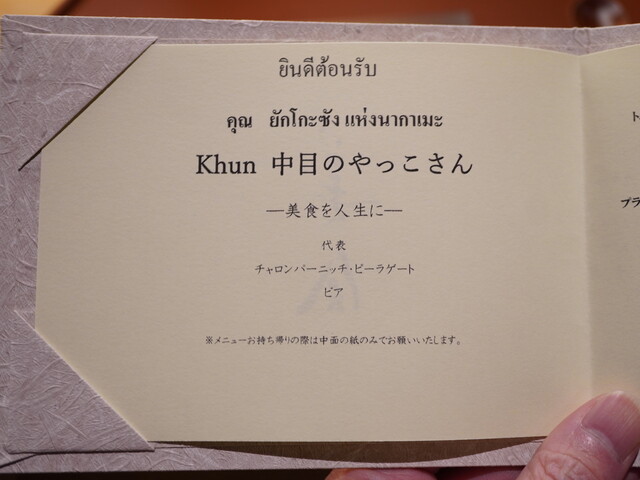 ยินดีต้อนรับ
คุณ ยักโกะซัง แห่งนากาเมะ
Khun 中目のやっこさん
―美食を人生に―
代表
チャロンパーニッチ・ピーラゲート
ピア
※メニューお持ち帰りの際は中面の紙のみでお願いいたします。
ト
ブラ